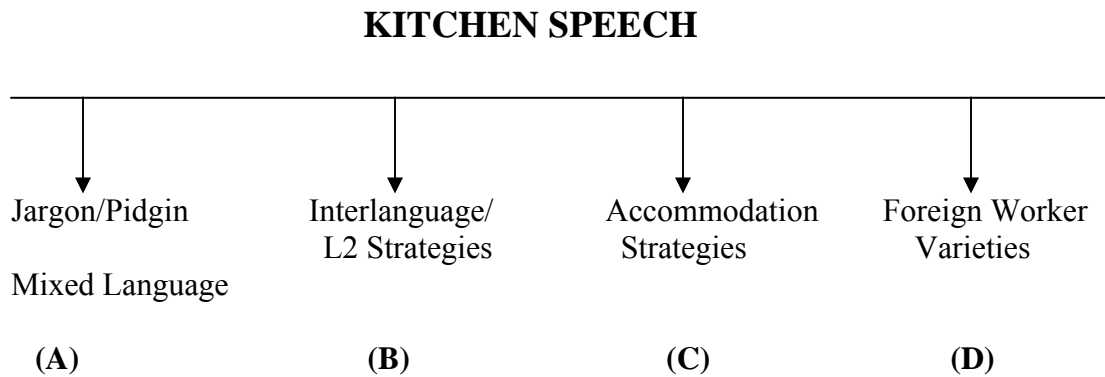 KITCHEN SPEECH
Jargon/Pidgin
Mixed Language
(A)
Interlanguage/
L2 Strategies
(B)
Accommodation
Strategies
(C)
Foreign Worker
Varieties
(D)